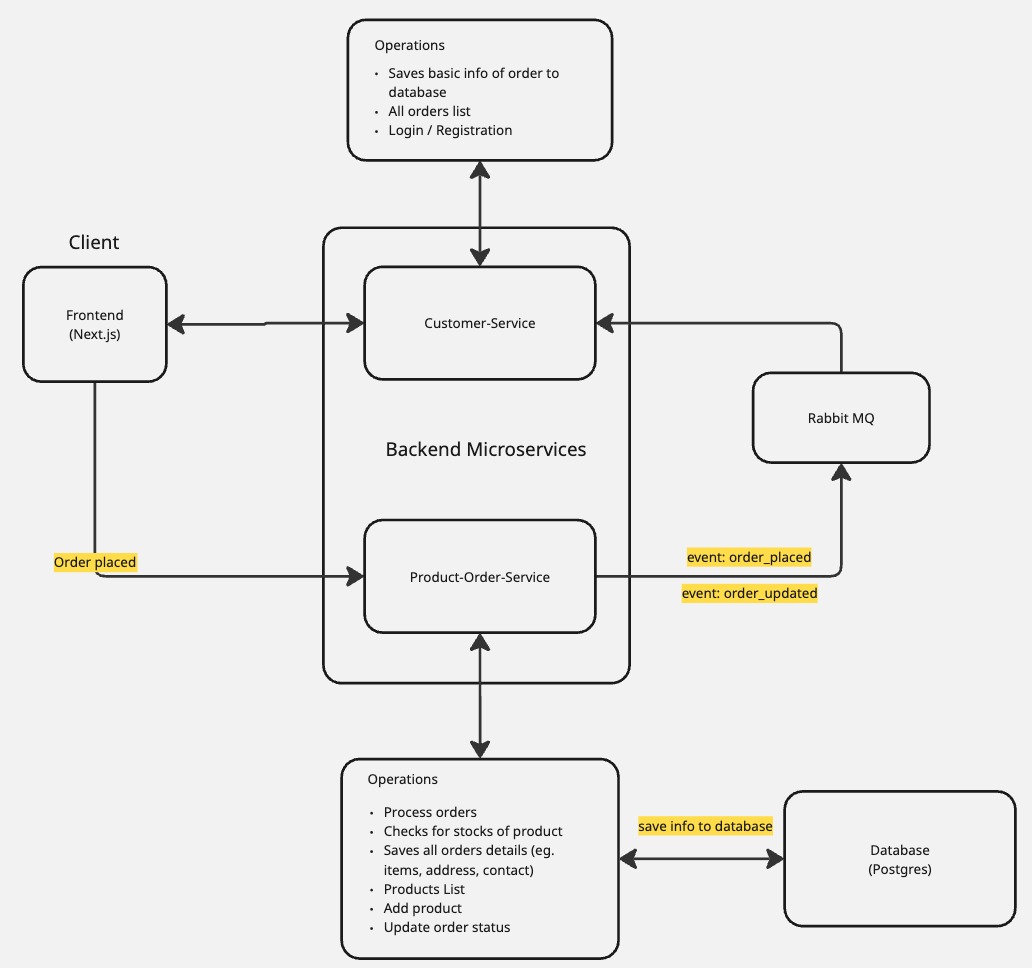 Operations
• Saves basic info of order to
database
• All orders list
• Login / Registration
Client
Frontend
(Next.js)
Customer-Service
Rabbit MQ
Backend Microservices
Order placed
Product-Order-Service
event: order_placed
event: order_updated
Operations
• Process orders
• Checks for stocks of product
• Saves all orders details (eg.
items, address, contact)
• Products List
• Add product
• Update order status
save info to database
Database
(Postgres)